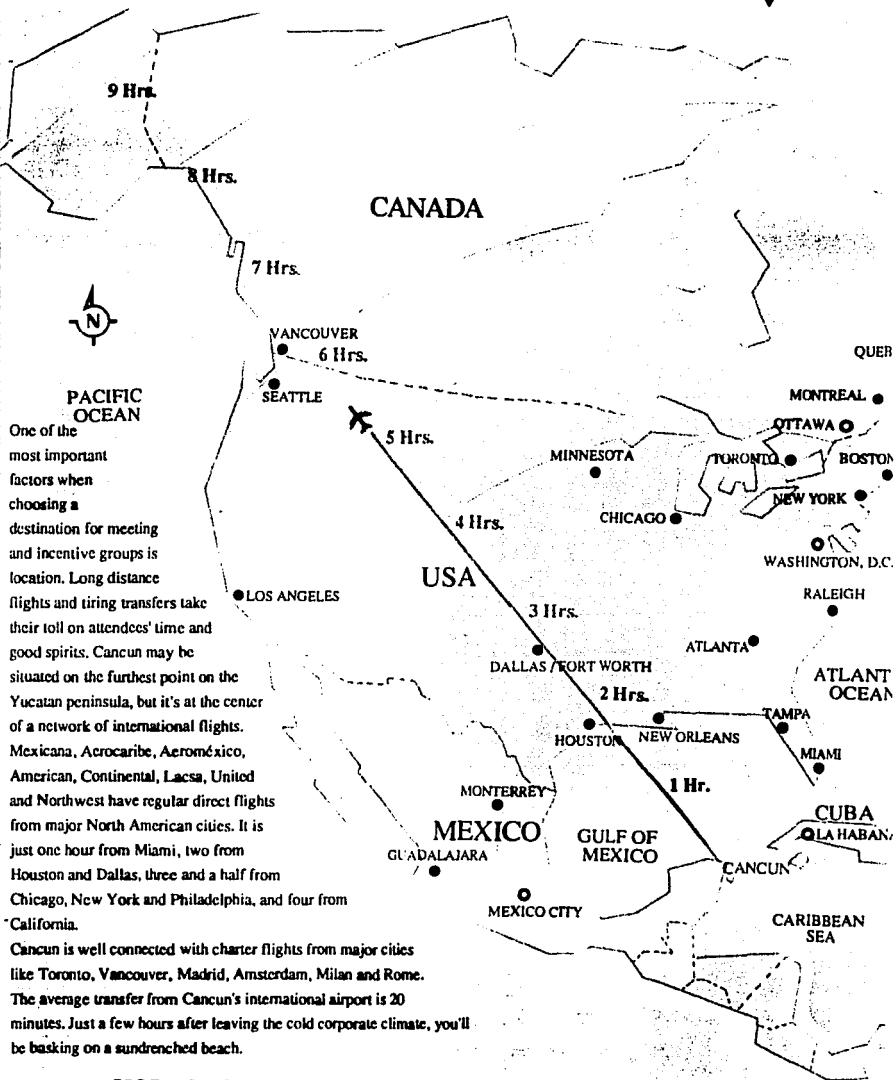 9 Hrs.
8 Hrs.
CANADA
7 Hrs.
N
VANCOUVER
6 Hrs.
QUEB
SEATTLE
PACIFIC
OCEAN
MONTREAL
OTTAWA
5 Hrs.
MINNESOTA
TORONTO
BOSTON
NEW YORK
4 Hrs.
CHICAGO
WASHINGTON, D.C.
USA
LOS ANGELES
3 Hrs.
RALEIGH
ATLANTA
DALLAS / FORT WORTH
ATLANT
OCEAN
2 Hrs.
TAMPA
HOUSTON
NEW ORLEANS
MIAMI
1 Hr.
MONTERREY
CUBA
MEXICO
GULF OF
MEXICO
LA HABANA
GUADALAJARA
CANCUN
MEXICO CITY
CARIBBEAN
SEA
One of the
most important
factors when
choosing a
destination for meeting
and incentive groups is
location. Long distance
flights and tiring transfers take
their toll on attendees' time and
good spirits. Cancun may be
situated on the furthest point on the
Yucatan peninsula, but it's at the center
of a network of international flights.
Mexicana, Aerocaribe, Aeroméxico,
American, Continental, Lacsa, United
and Northwest have regular direct flights
from major North American cities. It is
just one hour from Miami, two from
Houston and Dallas, three and a half from
Chicago, New York and Philadelphia, and four from
California.
Cancun is well connected with charter flights from major cities
like Toronto, Vancouver, Madrid, Amsterdam, Milan and Rome.
The average transfer from Cancun's international airport is 20
minutes. Just a few hours after leaving the cold corporate climate, you'll
be basking on a sundrenched beach.